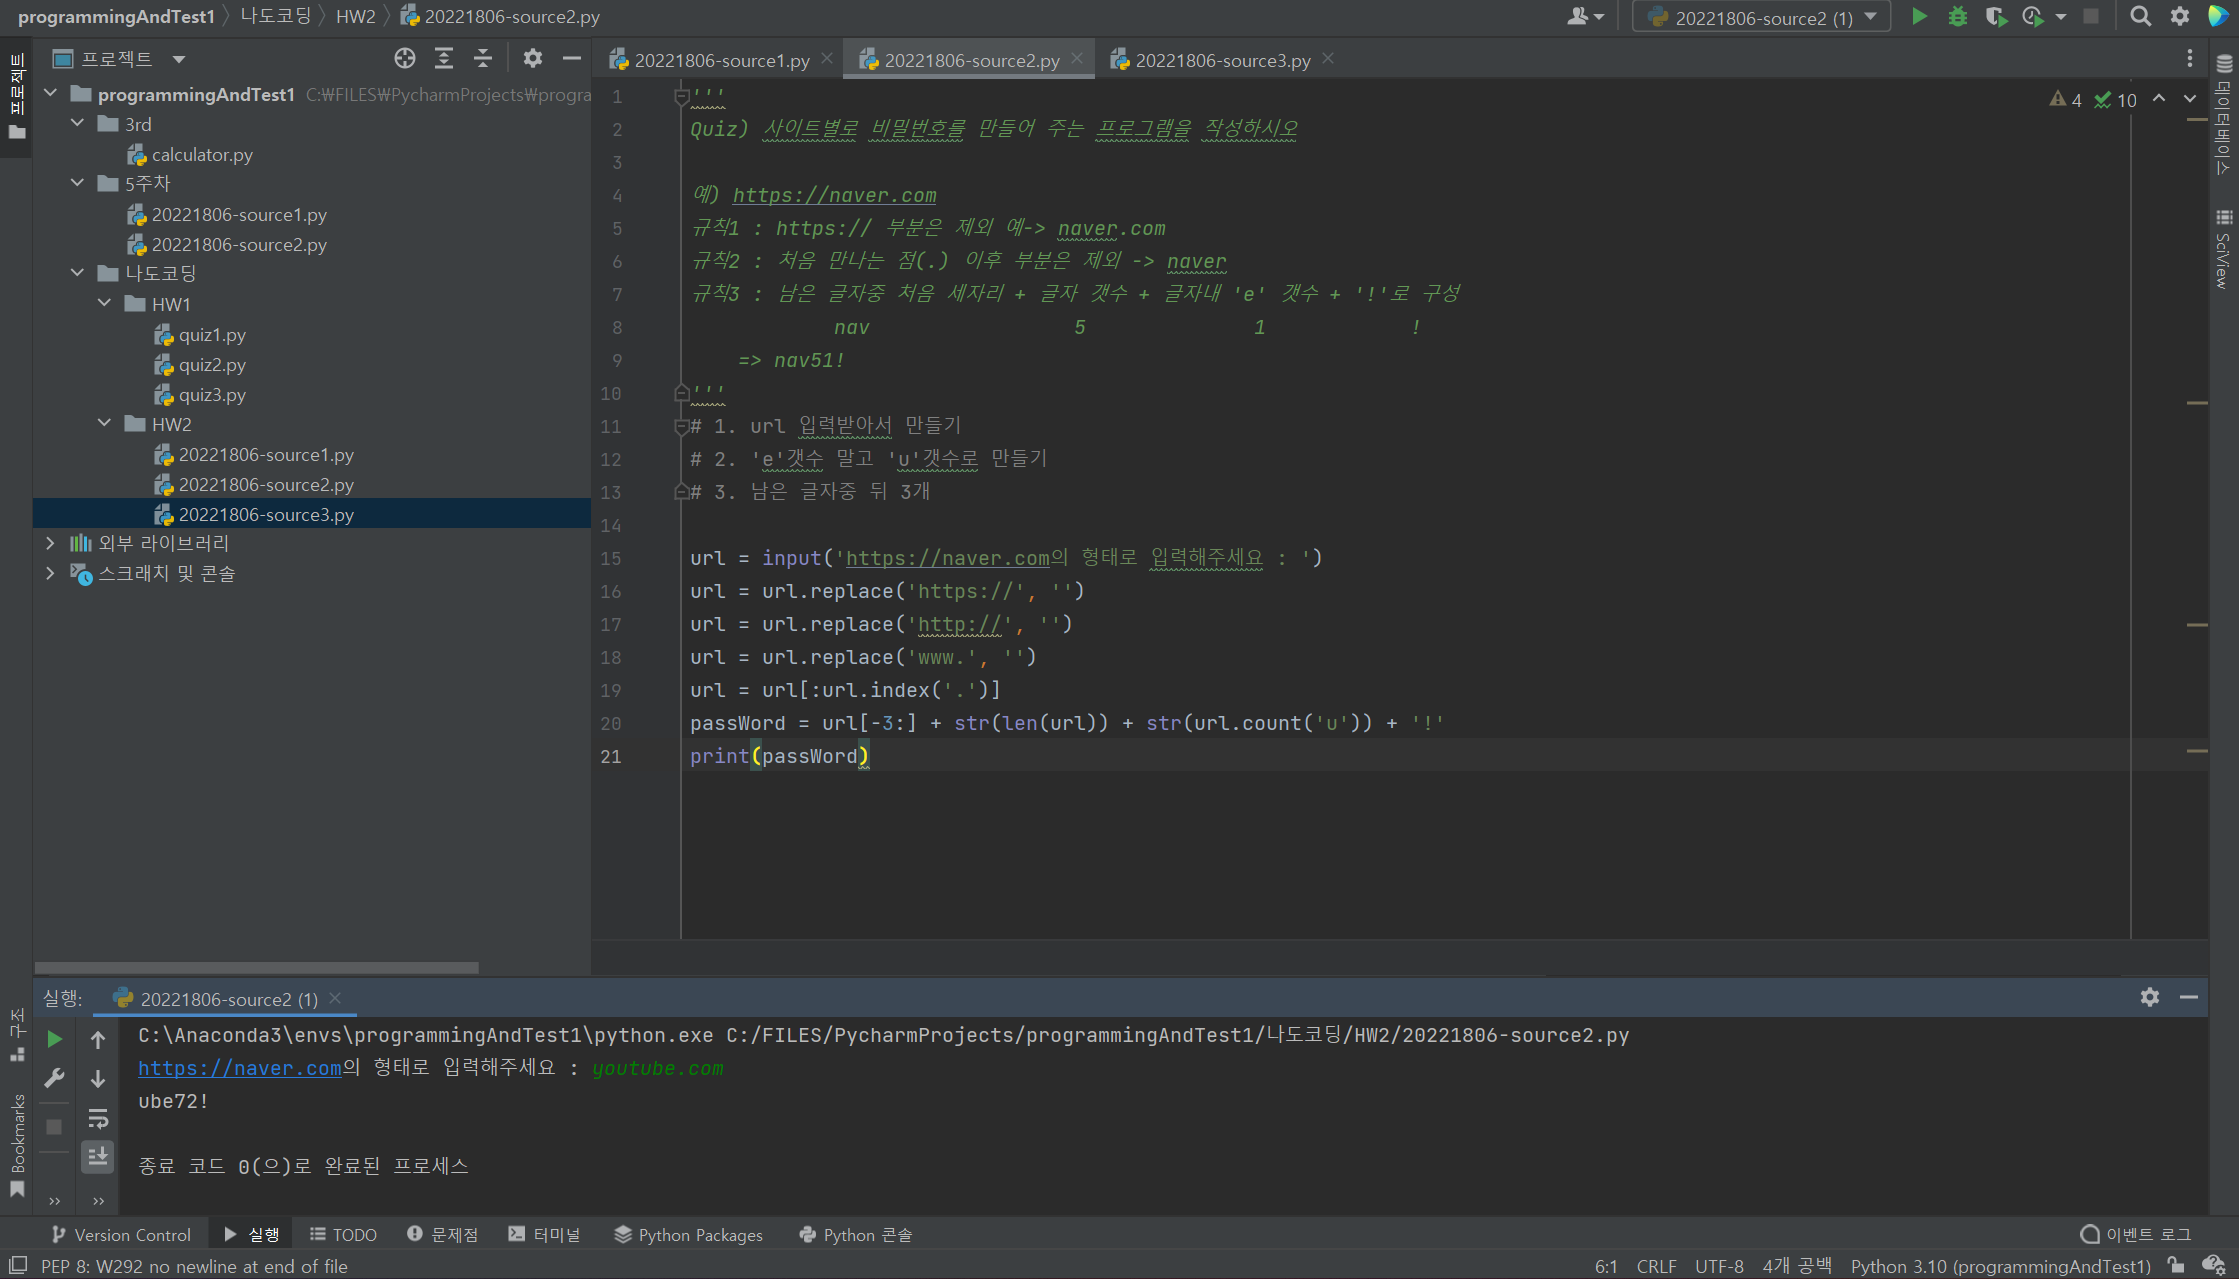 programmingAndTest1 나도코딩 HW2 20221806-source2.py
20221806-source2 (1)
프로젝트
프로젝트
programmingAndTest1 C:₩FILES₩PycharmProjects₩progra
3rd
calculator.py
5주차
20221806-source1.py
20221806-source2.py
나도코딩
HW1
quiz1.py
quiz2.py
quiz3.py
HW2
20221806-source1.py
20221806-source2.py
20221806-source3.py
외부 라이브러리
스크래치 및 콘솔
20221806-source1.py 20221806-source2.py 20221806-source3.py
4 10
1 '''
2 Quiz) 사이트별로 비밀번호를 만들어 주는 프로그램을 작성하시오
3
4 예) https://naver.com
5 규칙1 : https:// 부분은 제외 예-> naver.com
6 규칙2 : 처음 만나는 점(.) 이후 부분은 제외 -> naver
7 규칙3 : 남은 글자중 처음 세자리 + 글자 갯수 + 글자내 'e' 갯수 + '!'로 구성
8 nav 5 1 !
9 => nav51!
10 '''
11 # 1. url 입력받아서 만들기
12 # 2. 'e'갯수 말고 'u'갯수로 만들기
13 # 3. 남은 글자중 뒤 3개
14
15 url = input('https://naver.com의 형태로 입력해주세요 : ')
16 url = url.replace('https://', '')
17 url = url.replace('http://', '')
18 url = url.replace('www.', '')
19 url = url[:url.index('.')]
20 passWord = url[-3:] + str(len(url)) + str(url.count('u')) + '!'
21 print(passWord)
데이터베이스
SciView
구조
Bookmarks
실행: 20221806-source2 (1)
C:\Anaconda3\envs\programmingAndTest1\python.exe C:/FILES/PycharmProjects/programmingAndTest1/나도코딩/HW2/20221806-source2.py
https://naver.com의 형태로 입력해주세요 : youtube.com
ube72!
종료 코드 0(으)로 완료된 프로세스
Version Control 실행 TODO 문제점 터미널 Python Packages Python 콘솔 이벤트 로그
PEP 8: W292 no newline at end of file 6:1 CRLF UTF-8 4개 공백 Python 3.10 (programmingAndTest1)